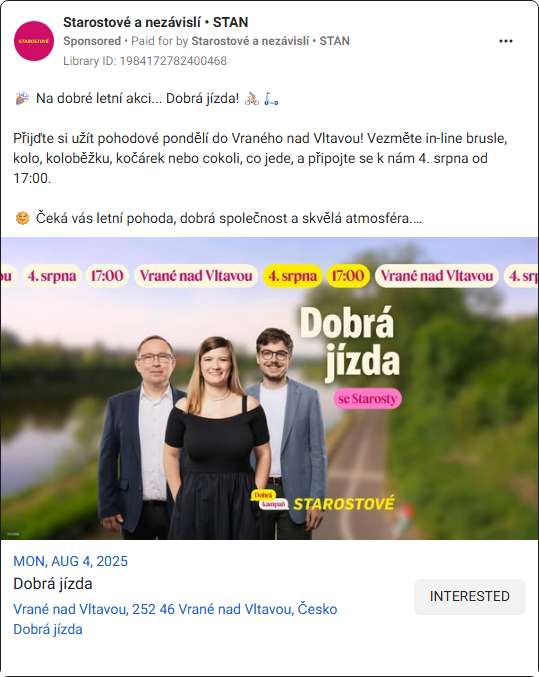 Starostové a nezávislí • STAN
Sponsored • Paid for by Starostové a nezávislí • STAN
Library ID: 1984172782400468
STAROSTOVÉ
🎉 Na dobré letní akci... Dobrá jízda! 🚴🏼 🛴
Přijďte si užít pohodové pondělí do Vraného nad Vltavou! Vezměte in-line brusle,
kolo, koloběžku, kočárek nebo cokoli, co jede, a připojte se k nám 4. srpna od
17:00.
😊 Čeká vás letní pohoda, dobrá společnost a skvělá atmosféra....
ou 4. srpna 17:00 Vrané nad Vltavou 4. srpna 17:00 Vrané nad Vltavou 4. srp
Dobrá
jízda
se Starosty
Dobrá
kampaň
STAROSTOVÉ
MON, AUG 4, 2025
Dobrá jízda
Vrané nad Vltavou, 252 46 Vrané nad Vltavou, Česko
Dobrá jízda
INTERESTED